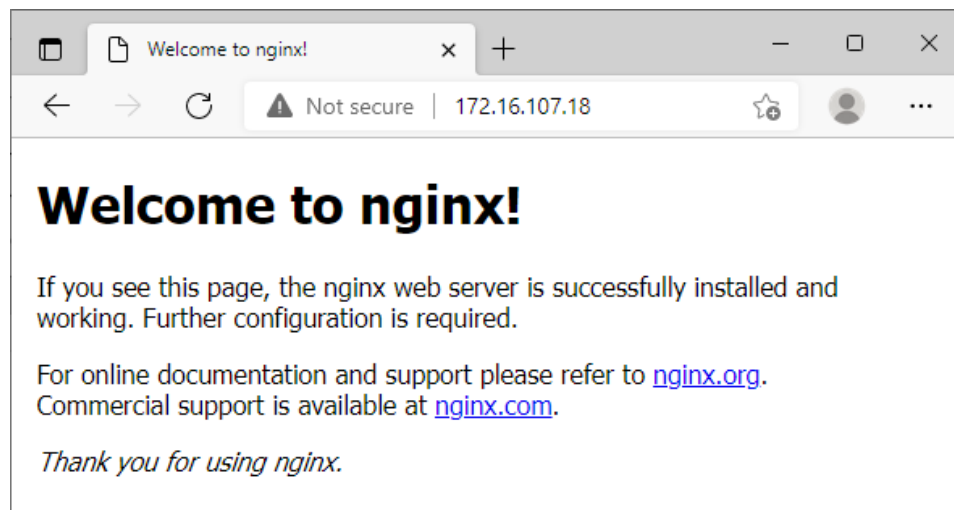 Welcome to nginx!
Not secure 172.16.107.18
Welcome to nginx!
If you see this page, the nginx web server is successfully installed and
working. Further configuration is required.
For online documentation and support please refer to nginx.org.
Commercial support is available at nginx.com.
Thank you for using nginx.